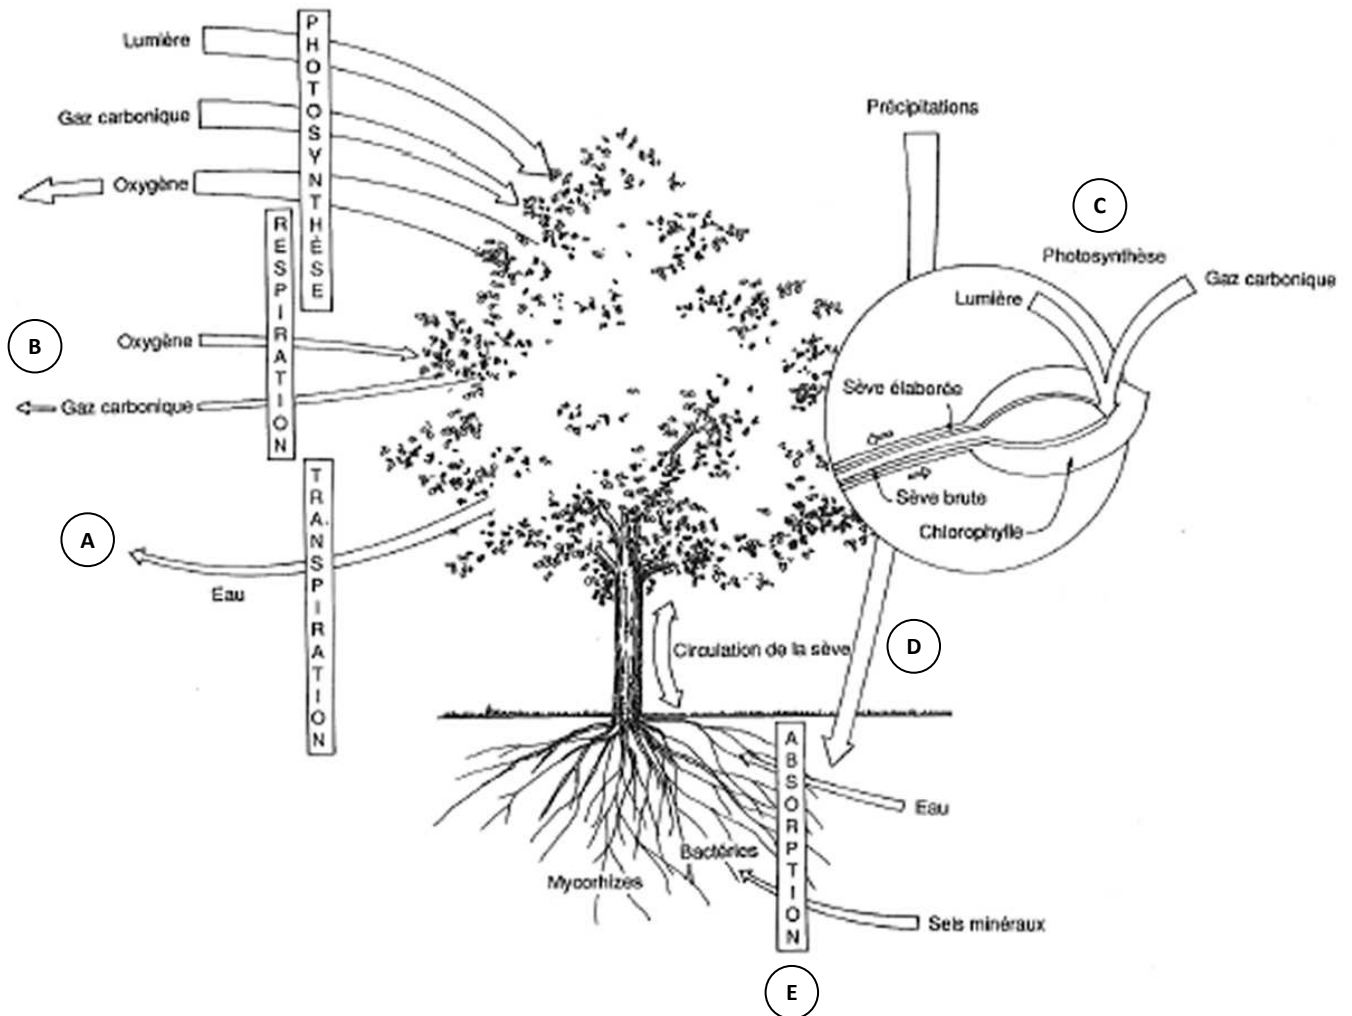 Lumière
PHOTOSYNTHÈSE
Gaz carbonique
Oxygène
RESPIRATION
B
Oxygène
Gaz carbonique
TRANSPIRATION
A
Eau
Précipitations
C
Photosynthèse
Lumière
Gaz carbonique
Sève élaborée
Sève brute
Chlorophylle
D
Circulation de la sève
ABSORPTION
Eau
Bactéries
Mycorhizes
Sels minéraux
E